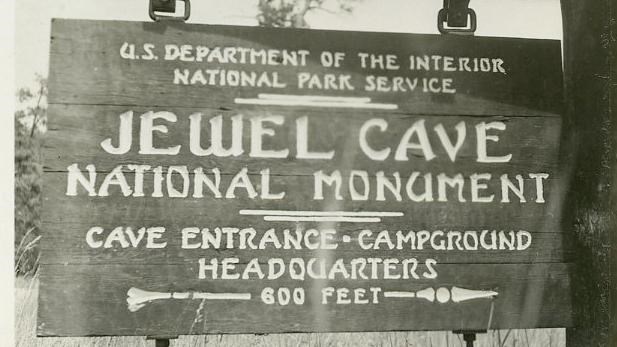 U.S. DEPARTMENT OF THE INTERIOR
NATIONAL PARK SERVICE
JEWEL CAVE
NATIONAL MONUMENT
CAVE ENTRANCE • CAMPGROUND
HEADQUARTERS
600 FEET